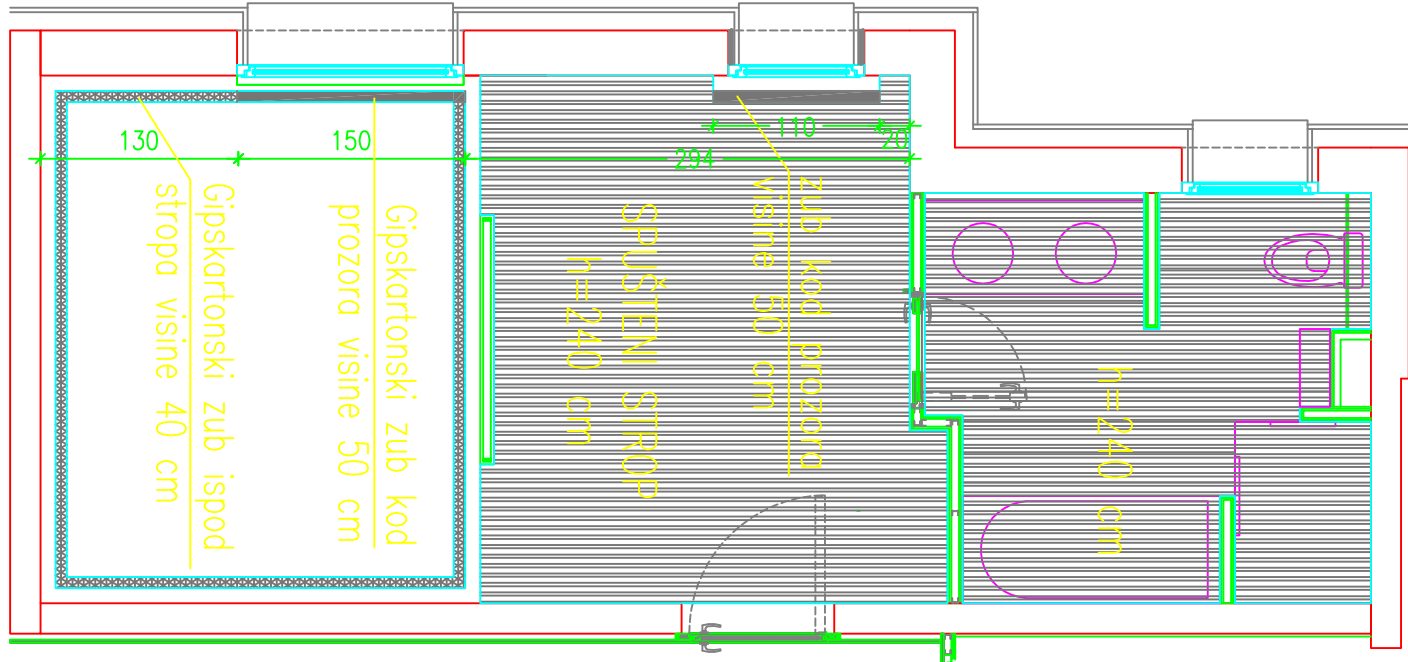 130
150
294
110
20
Gipskartonski zub ispod
stropa visine 40 cm
Gipskartonski zub kod
prozora visine 50 cm
SPUŠTENI STROP
h=240 cm
zub kod prozora
visine 50 cm
h=240 cm